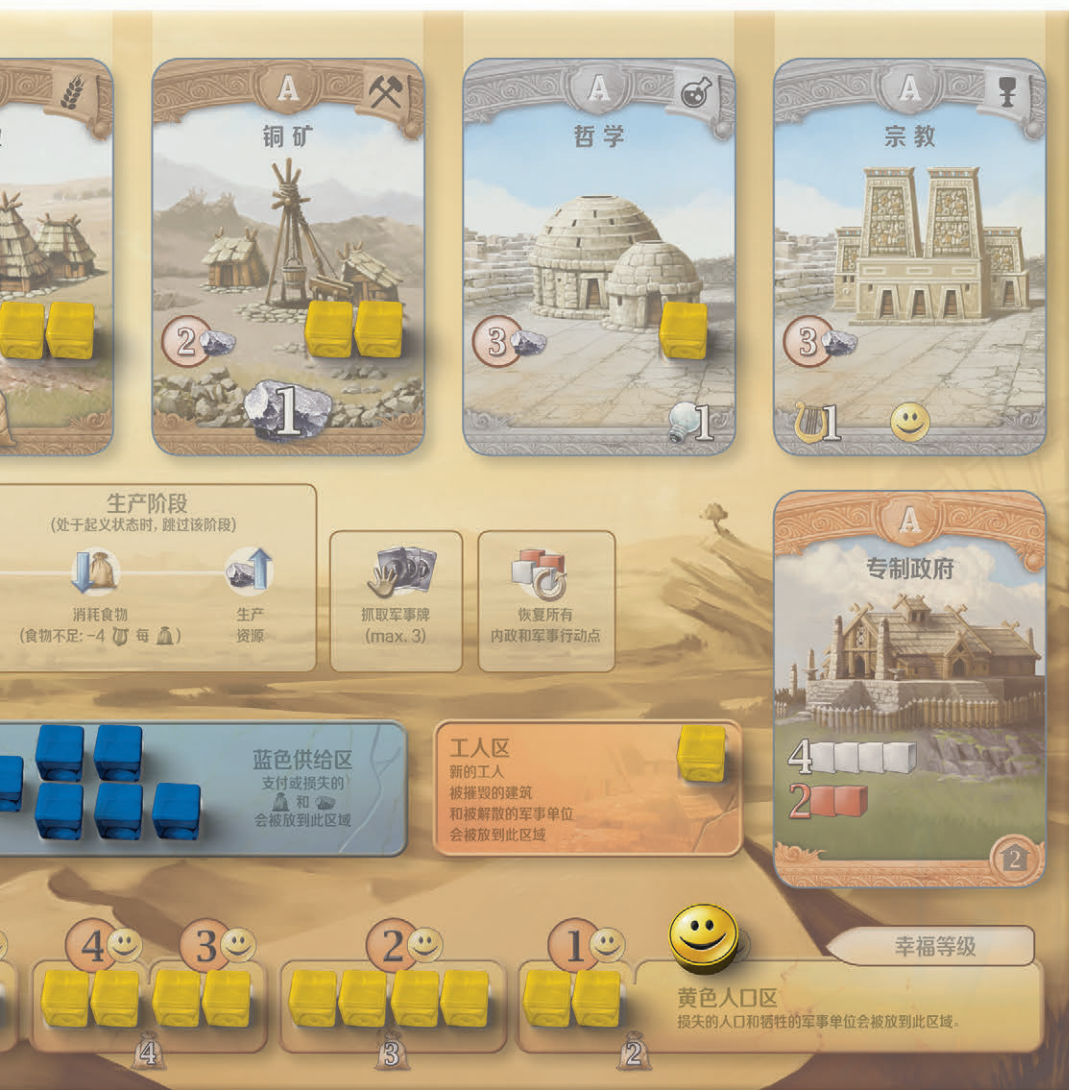 A
铜矿
2
1
A
哲学
3
1
A
宗教
3
1
生产阶段
(处于起义状态时, 跳过该阶段)
消耗食物
(食物不足: -4 每 )
生产
资源
抓取军事牌
(max. 3)
恢复所有
内政和军事行动点
A
专制政府
4
2
2
蓝色供给区
支付或损失的
和
会被放到此区域
工人区
新的工人
被摧毁的建筑
和被解散的军事单位
会被放到此区域
4
3
2
1
幸福等级
黄色人口区
损失的人口和牺牲的军事单位会被放到此区域。
4
3
2